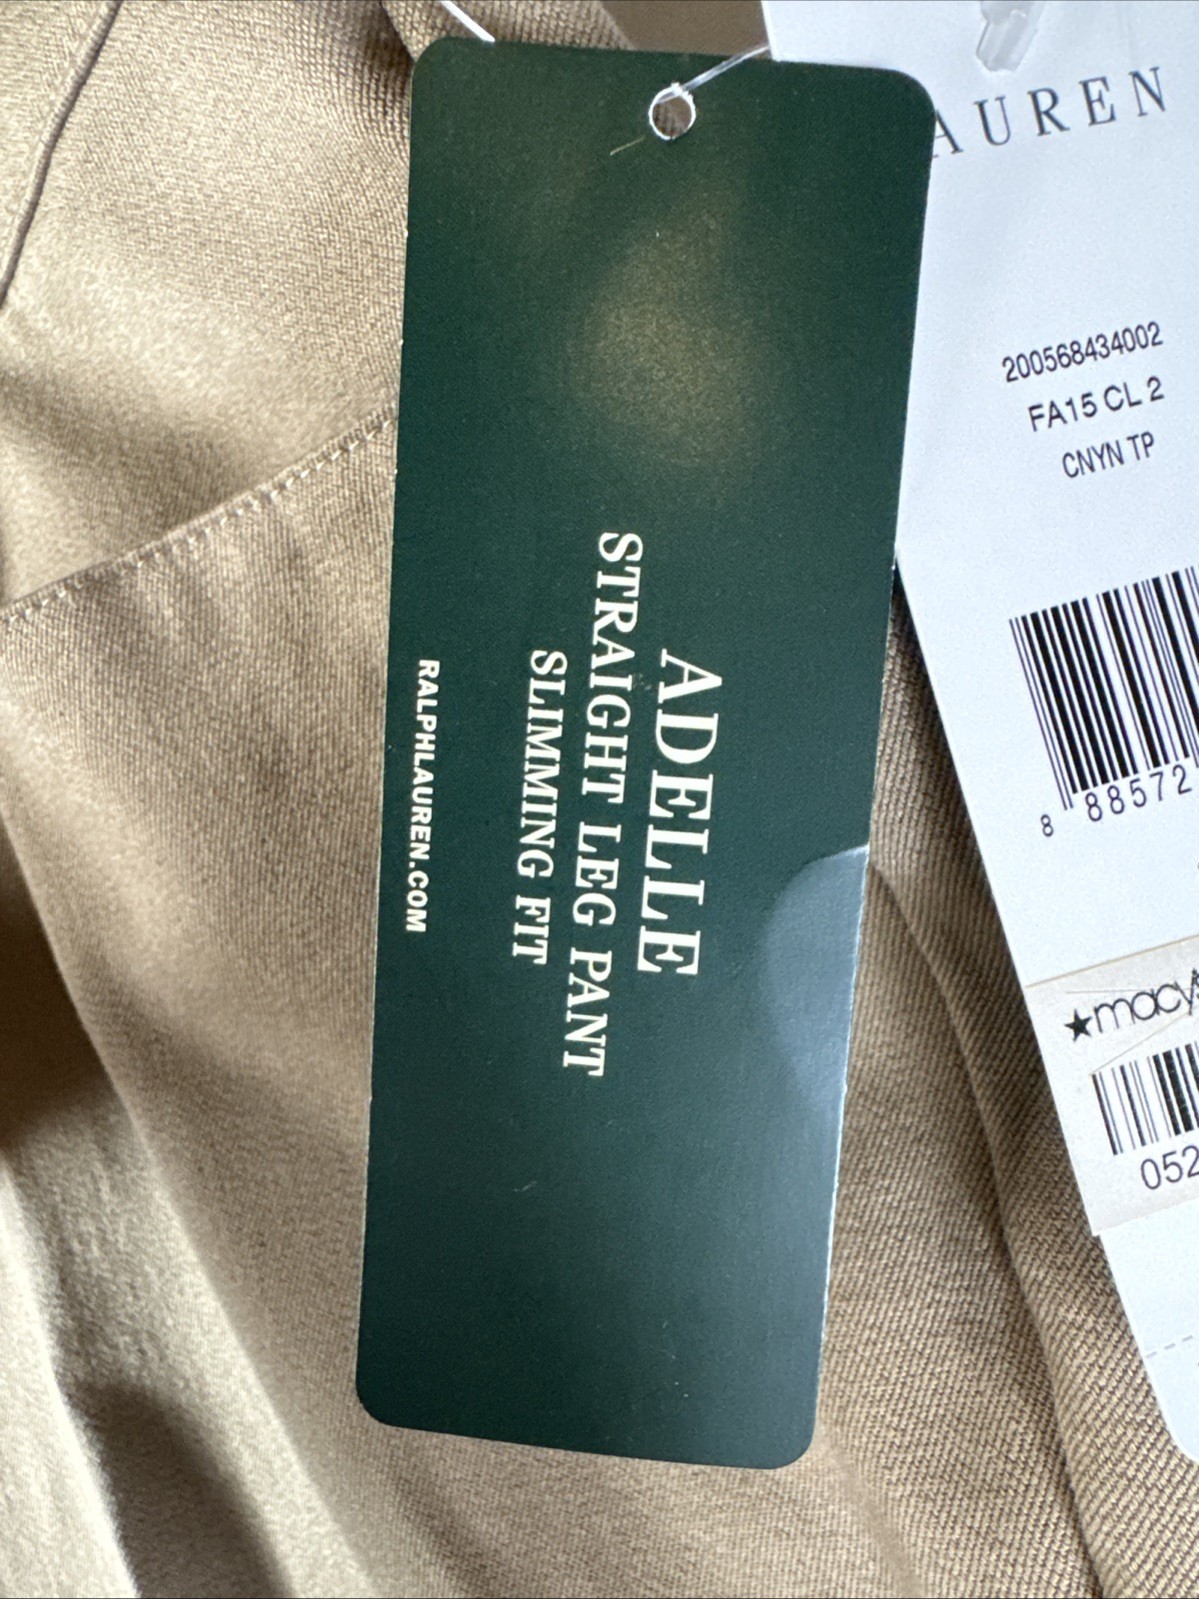 ADELLE
STRAIGHT LEG PANT
SLIMMING FIT
RALPHLAUREN.COM
AUREN
200568434002
FA15 CL 2
CNYN TP
8 88572
★macy's
052